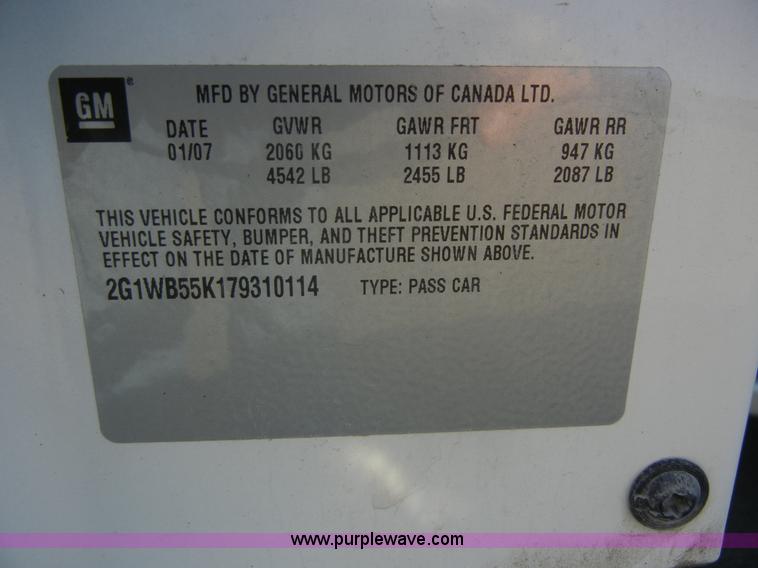 GM
MFD BY GENERAL MOTORS OF CANADA LTD.
DATE GVWR GAWR FRT GAWR RR
01/07 2060 KG 1113 KG 947 KG
4542 LB 2455 LB 2087 LB
THIS VEHICLE CONFORMS TO ALL APPLICABLE U.S. FEDERAL MOTOR
VEHICLE SAFETY, BUMPER, AND THEFT PREVENTION STANDARDS IN
EFFECT ON THE DATE OF MANUFACTURE SHOWN ABOVE.
2G1WB55K179310114 TYPE: PASS CAR
www.purplewave.com